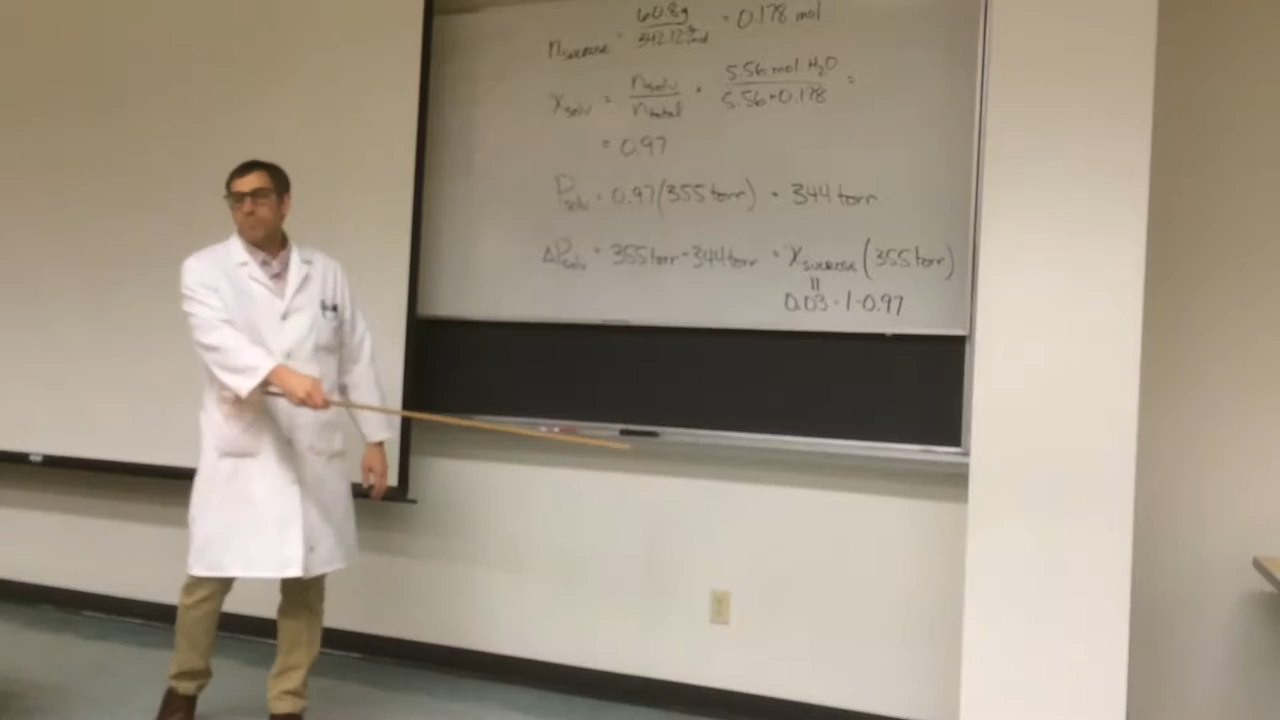 n_sucrose = 60.8g / 342.12 g/mol = 0.178 mol
χ_solv = n_solv / n_total = 5.56 mol H₂O / 5.56+0.178 =
= 0.97
P_solv = 0.97(355 torr) = 344 torr
ΔP_solv = 355 torr - 344 torr = χ_sucrose (355 torr)
||
0.03 = 1-0.97